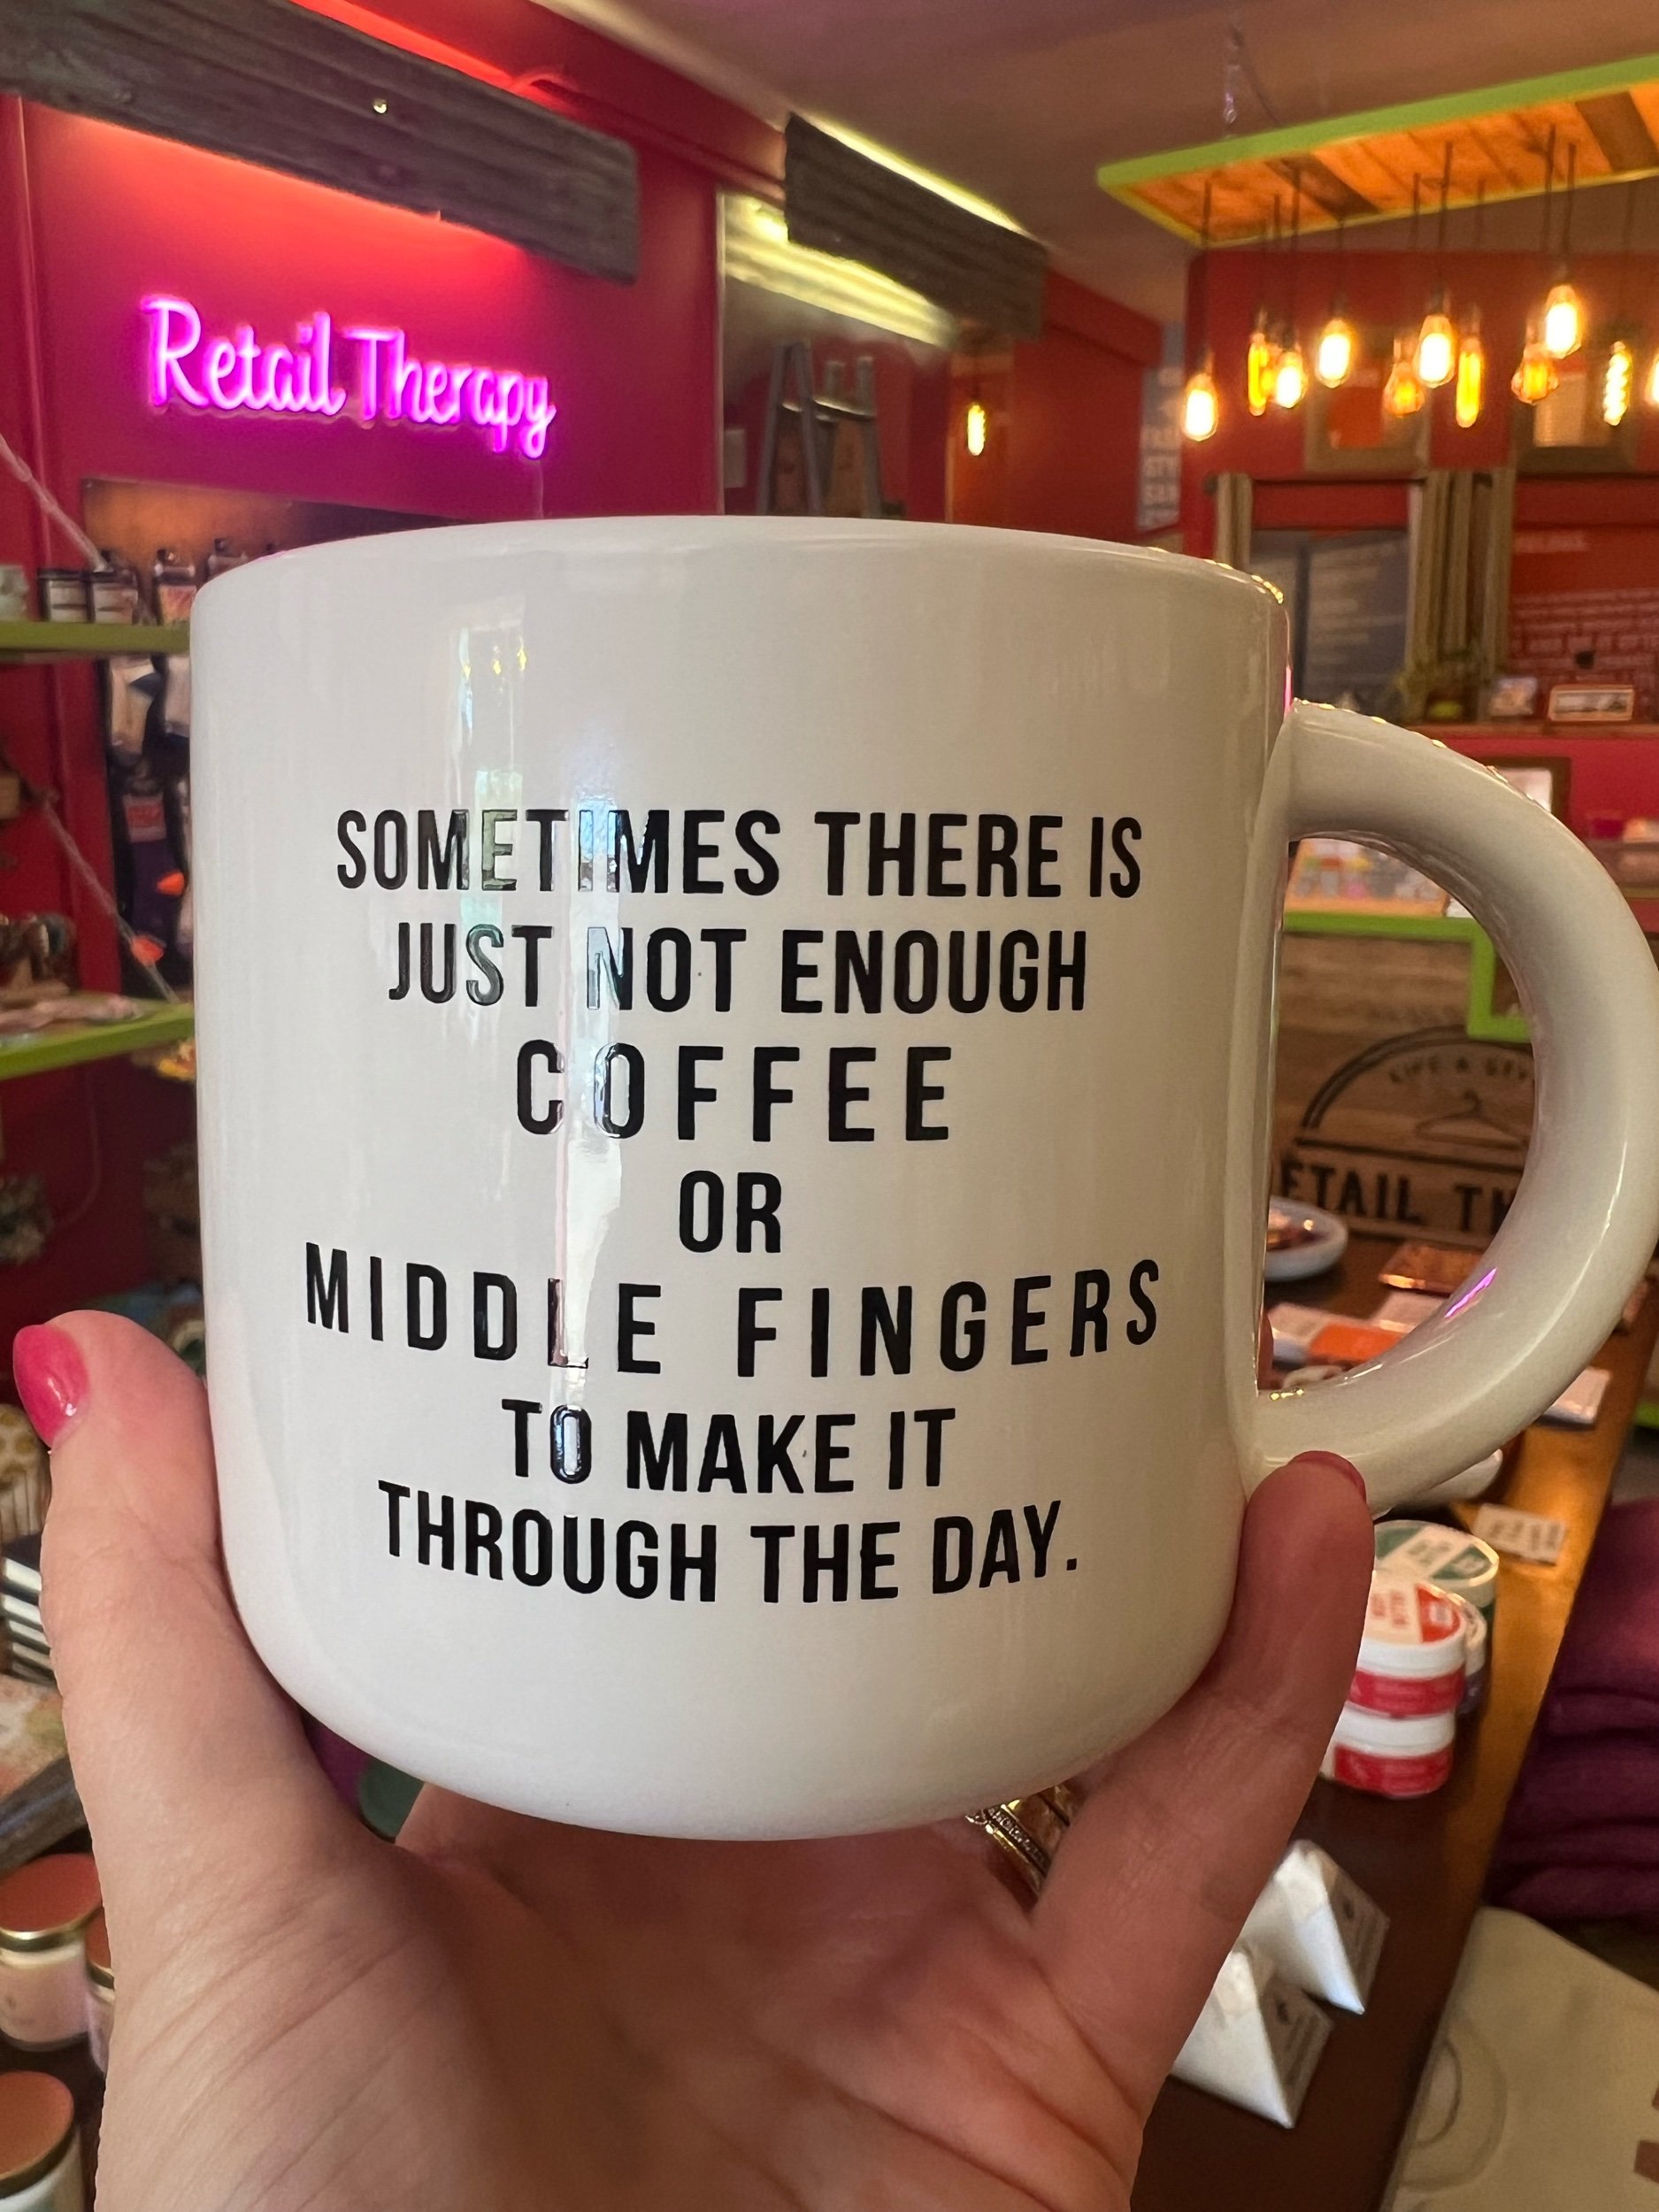 Retail Therapy
SOMETIMES THERE IS
JUST NOT ENOUGH
COFFEE
OR
MIDDLE FINGERS
TO MAKE IT
THROUGH THE DAY.